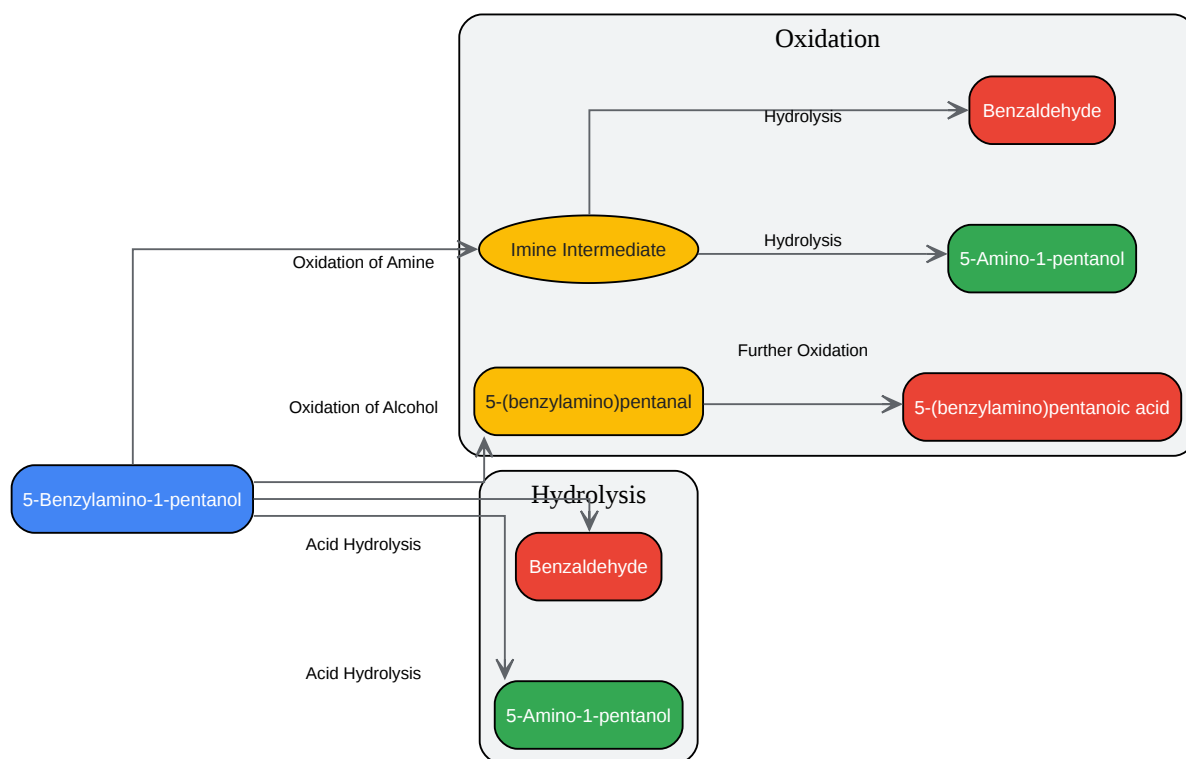 Oxidation
Benzaldehyde
Hydrolysis
Imine Intermediate
Hydrolysis
5-Amino-1-pentanol
Oxidation of Amine
Further Oxidation
5-(benzylamino)pentanal
5-(benzylamino)pentanoic acid
Oxidation of Alcohol
5-Benzylamino-1-pentanol
Hydrolysis
Acid Hydrolysis
Benzaldehyde
Acid Hydrolysis
5-Amino-1-pentanol